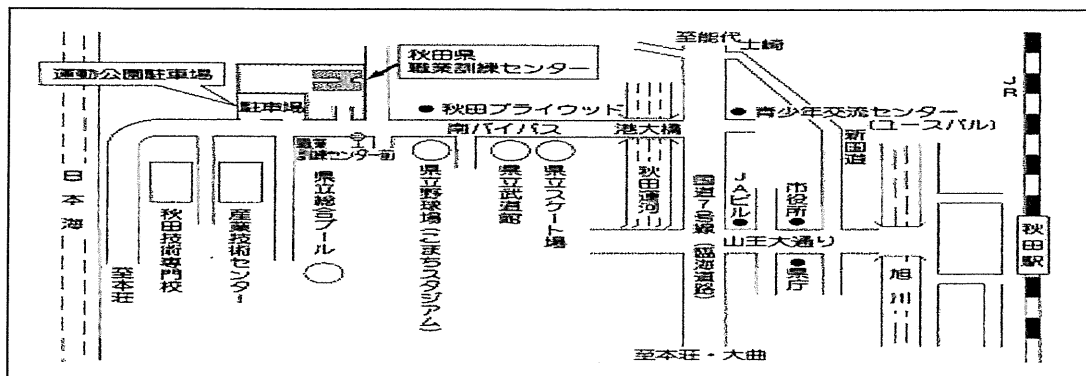 至能代
土崎
秋田県
職業訓練センター
運動公園駐車場
駐車場
JR
秋田プライウッド
青少年交流センター
(ユースパル)
南バイパス
港大橋
新国道
職業
訓練センター前
日本海
秋田技術専門校
産業技術センター
県立総合プール
県立野球場(こまちスタジアム)
県立武道館
県立スケート場
秋田運河
国道7号線(臨海道路)
JAビル
市役所
山王大通り
県庁
旭川
秋田駅
至本荘
至本荘・大曲